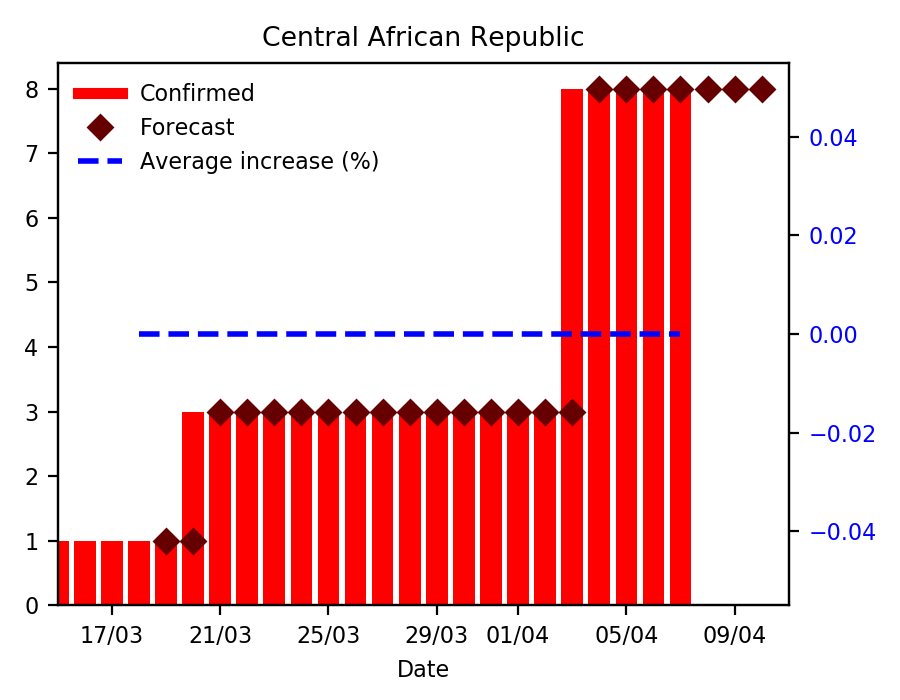 Central African Republic
Confirmed
Forecast
Average increase (%)
8
7
6
5
4
3
2
1
0
0.04
0.02
0.00
−0.02
−0.04
17/03 21/03 25/03 29/03 01/04 05/04 09/04
Date